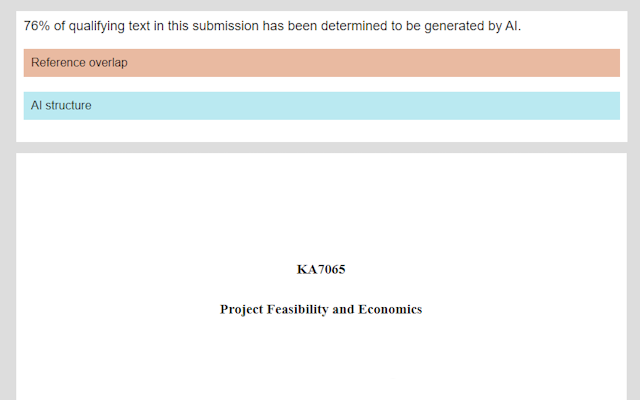 76% of qualifying text in this submission has been determined to be generated by AI.
Reference overlap
AI structure
KA7065
Project Feasibility and Economics